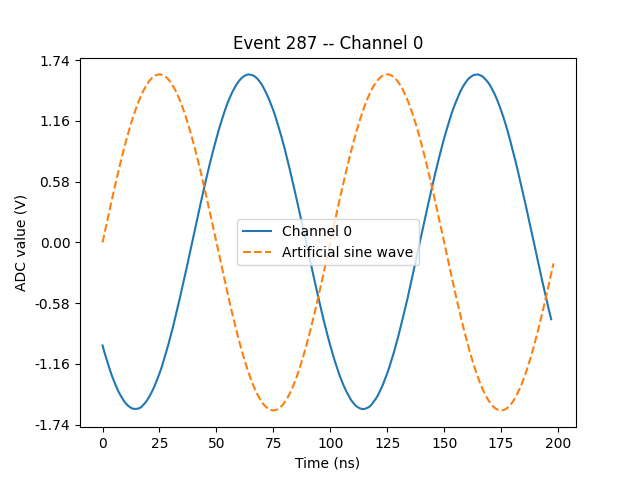 Event 287 -- Channel 0
ADC value (V)
1.74
1.16
0.58
0.00
-0.58
-1.16
-1.74
Channel 0
Artificial sine wave
0 25 50 75 100 125 150 175 200
Time (ns)